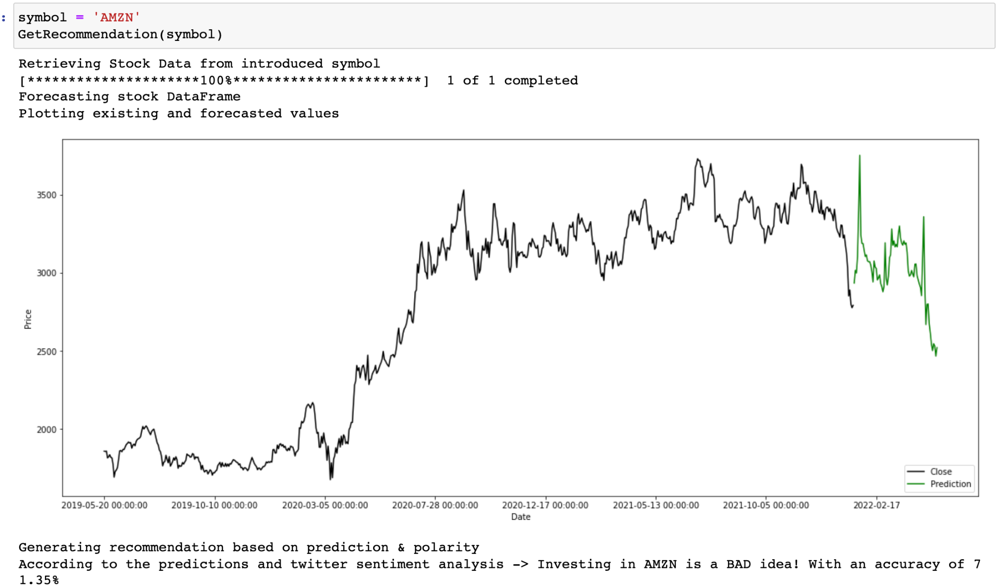 : symbol = 'AMZN'
GetRecommendation(symbol)
Retrieving Stock Data from introduced symbol
[*********************100%***********************]  1 of 1 completed
Forecasting stock DataFrame
Plotting existing and forecasted values
3500
3000
2500
2000
Price
Close
Prediction
2019-05-20 00:00:00 2019-10-10 00:00:00 2020-03-05 00:00:00 2020-07-28 00:00:00 2020-12-17 00:00:00 2021-05-13 00:00:00 2021-10-05 00:00:00 2022-02-17
Date
Generating recommendation based on prediction & polarity
According to the predictions and twitter sentiment analysis -> Investing in AMZN is a BAD idea! With an accuracy of 7
1.35%